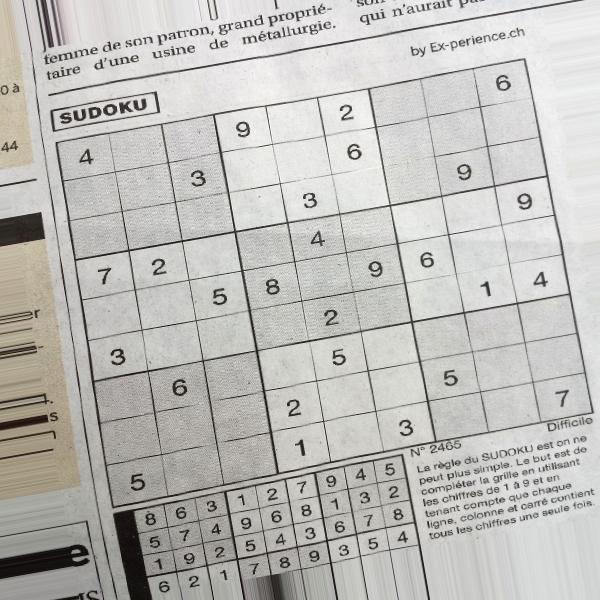 femme de son patron, grand proprié-
taire d'une usine de métallurgie.
qui n'aurait pas
0 à
44
by Ex-perience.ch
SUDOKU
4 9 2 6
3 6
3 9
7 2 4 9
5 8 9 6
3 2 1 4
6 5
2 5
5 1 3 7
N° 2465
Difficile
La règle du SUDOKU est on ne
peut plus simple. Le but est de
compléter la grille en utilisant
les chiffres de 1 à 9 et en
tenant compte que chaque
ligne, colonne et carré contient
tous les chiffres une seule fois.
8 6 3 1 2 7 9 4 5
5 7 4 9 6 8 1 3 2
1 9 2 5 4 3 6 7 8
6 2 1 7 8 9 3 5 4